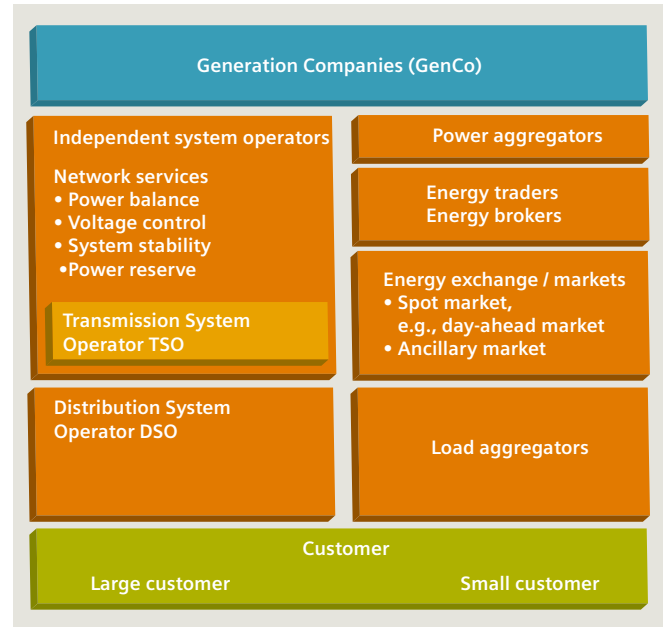 Generation Companies (GenCo)
Independent system operators
Network services
• Power balance
• Voltage control
• System stability
•Power reserve
Transmission System
Operator TSO
Distribution System
Operator DSO
Power aggregators
Energy traders
Energy brokers
Energy exchange / markets
• Spot market,
e.g., day-ahead market
• Ancillary market
Load aggregators
Customer
Large customer
Small customer